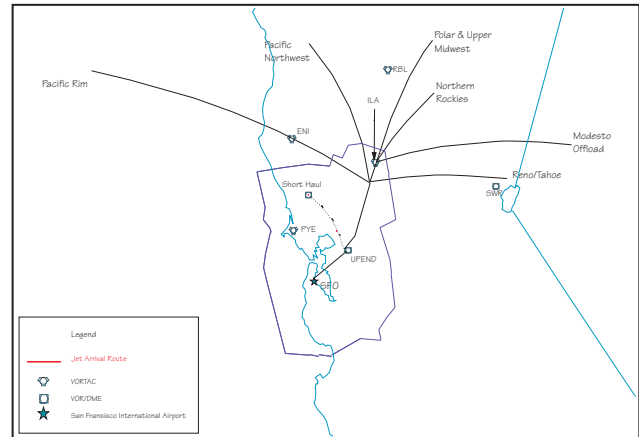 Pacific
Northwest
Polar & Upper
Midwest
RBL
Pacific Rim
Northern
Rockies
ILA
ENI
Modesto
Offload
Reno/Tahoe
Short Haul
SWR
PYE
UPEND
SFO
Legend
Jet Arrival Route
VORTAC
VOR/DME
San Fransisco International Airport